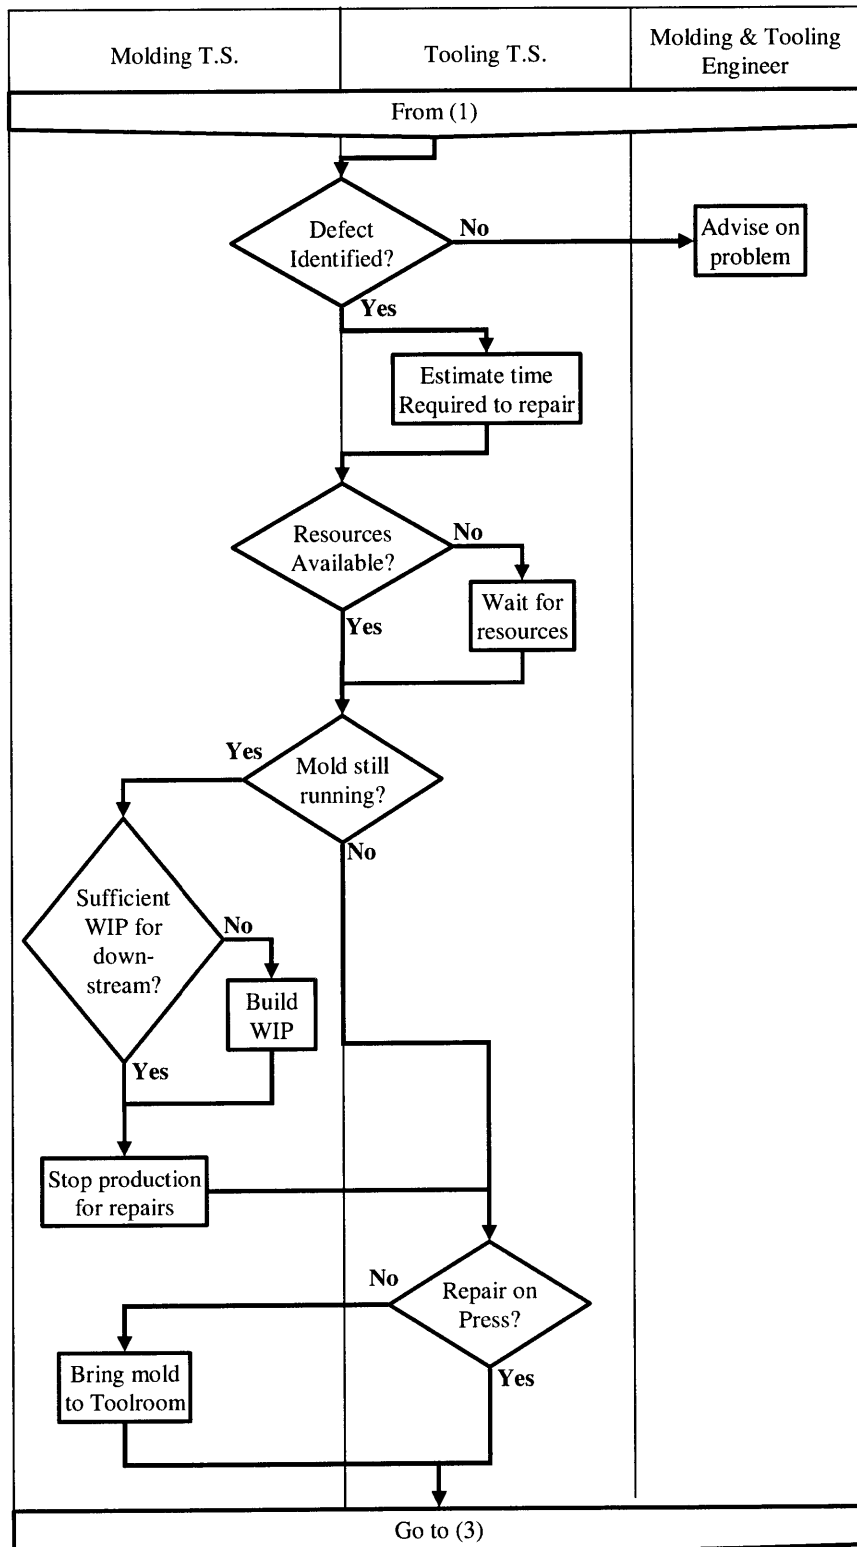 Molding T.S.
Tooling T.S.
Molding & Tooling
Engineer
From (1)
Defect
Identified?
No
Advise on
problem
Yes
Estimate time
Required to repair
Resources
Available?
No
Wait for
resources
Yes
Mold still
running?
Yes
No
Sufficient
WIP for
down-
stream?
No
Build
WIP
Yes
Stop production
for repairs
Repair on
Press?
No
Bring mold
to Toolroom
Yes
Go to (3)